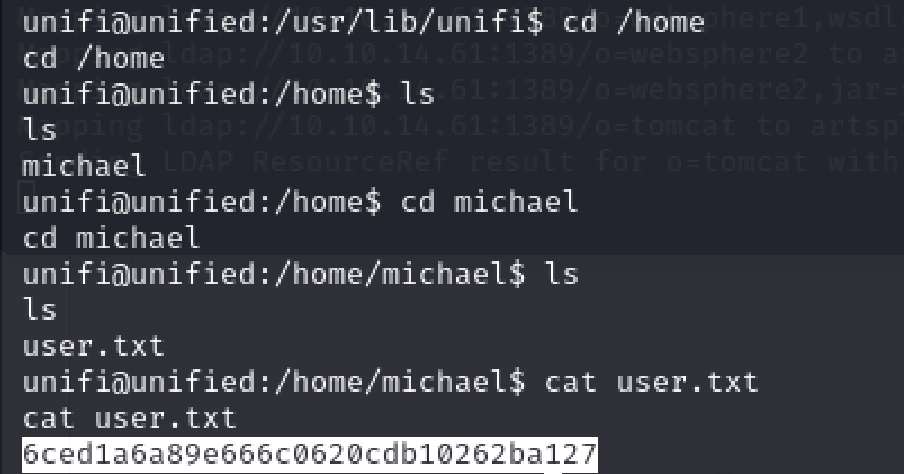 unifi@unified:/usr/lib/unifi$ cd /home
cd /home
unifi@unified:/home$ ls
ls
michael
unifi@unified:/home$ cd michael
cd michael
unifi@unified:/home/michael$ ls
ls
user.txt
unifi@unified:/home/michael$ cat user.txt
cat user.txt
6ced1a6a89e666c0620cdb10262ba127